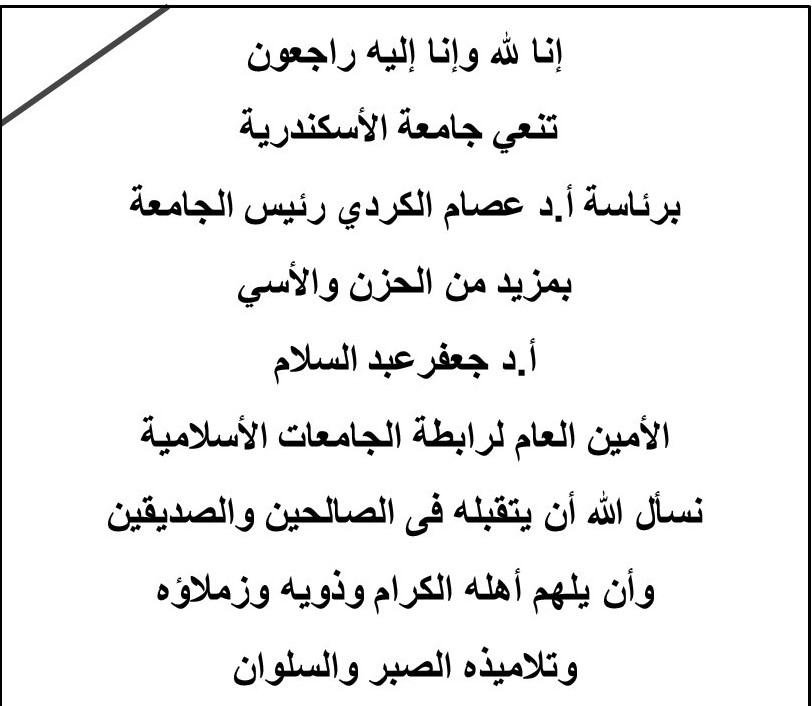 إنا لله وإنا إليه راجعون
تنعي جامعة الأسكندرية
برئاسة أ.د عصام الكردي رئيس الجامعة
بمزيد من الحزن والأسي
أ.د جعفرعبد السلام
الأمين العام لرابطة الجامعات الأسلامية
نسأل الله أن يتقبله فى الصالحين والصديقين
وأن يلهم أهله الكرام وذويه وزملاؤه
وتلاميذه الصبر والسلوان